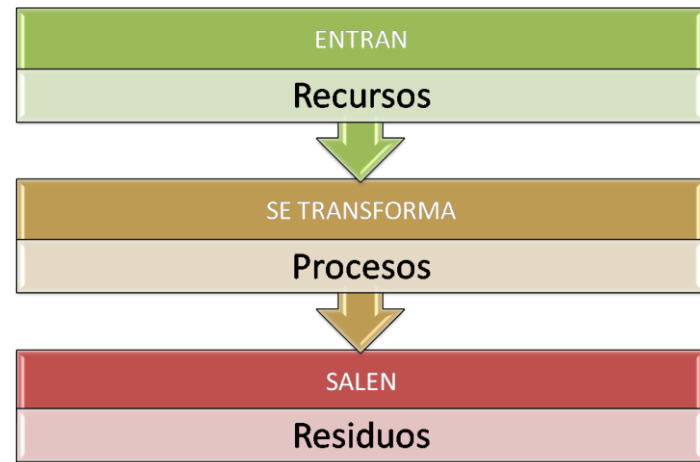 ENTRAN
Recursos
SE TRANSFORMA
Procesos
SALEN
Residuos